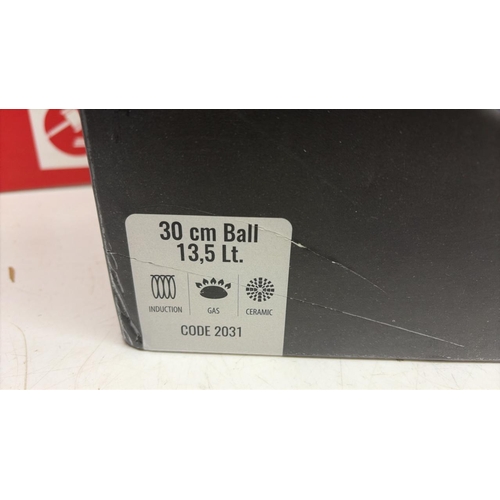 30 cm Ball
13,5 Lt.
INDUCTION GAS CERAMIC
CODE 2031